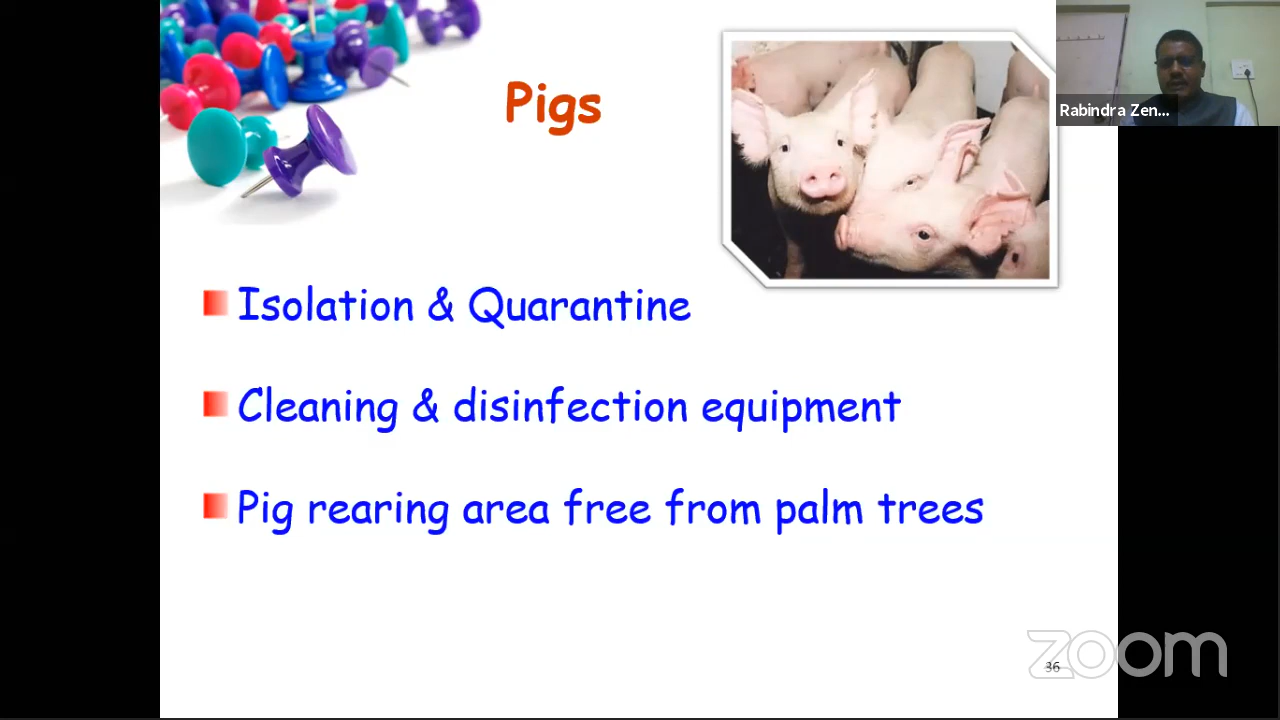 Pigs
Rabindra Zen...
Isolation & Quarantine
Cleaning & disinfection equipment
Pig rearing area free from palm trees
zoom
36